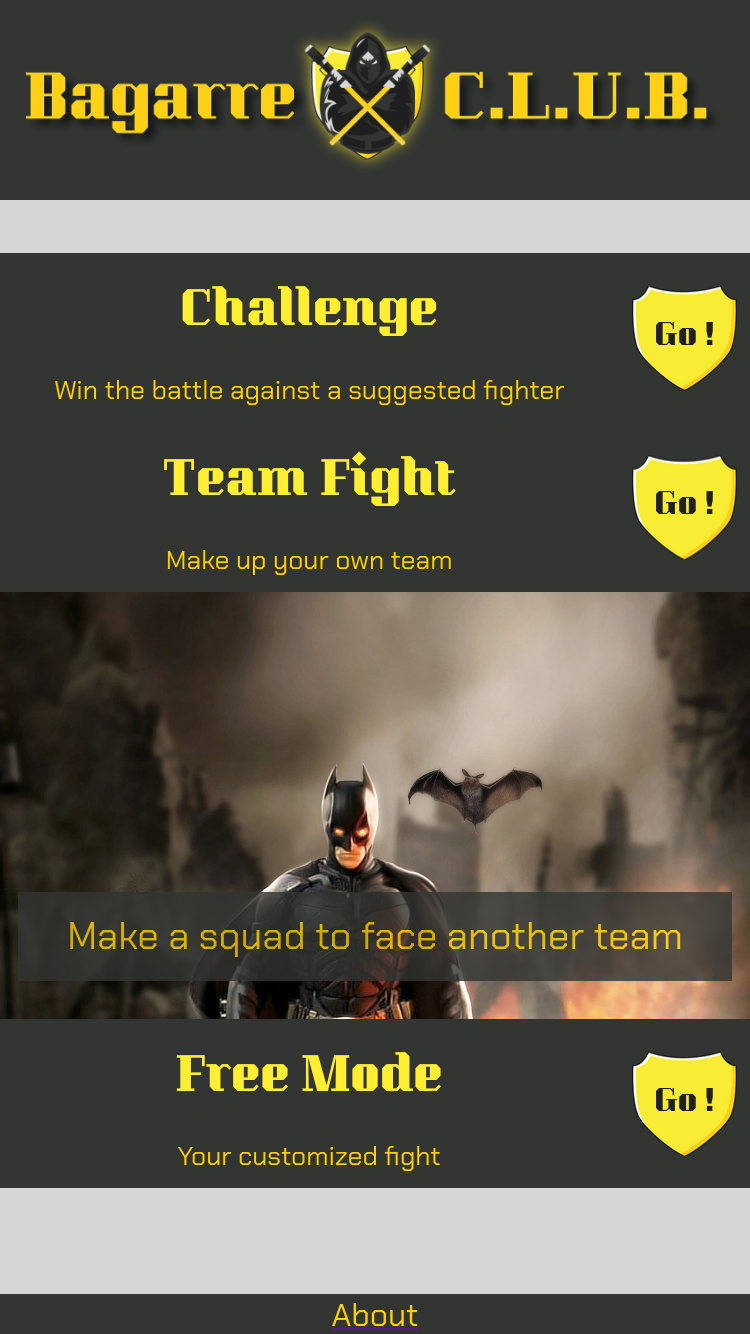 Bagarre C.L.U.B.
Challenge
Go !
Win the battle against a suggested fighter
Team Fight
Go !
Make up your own team
Make a squad to face another team
Free Mode
Go !
Your customized fight
About